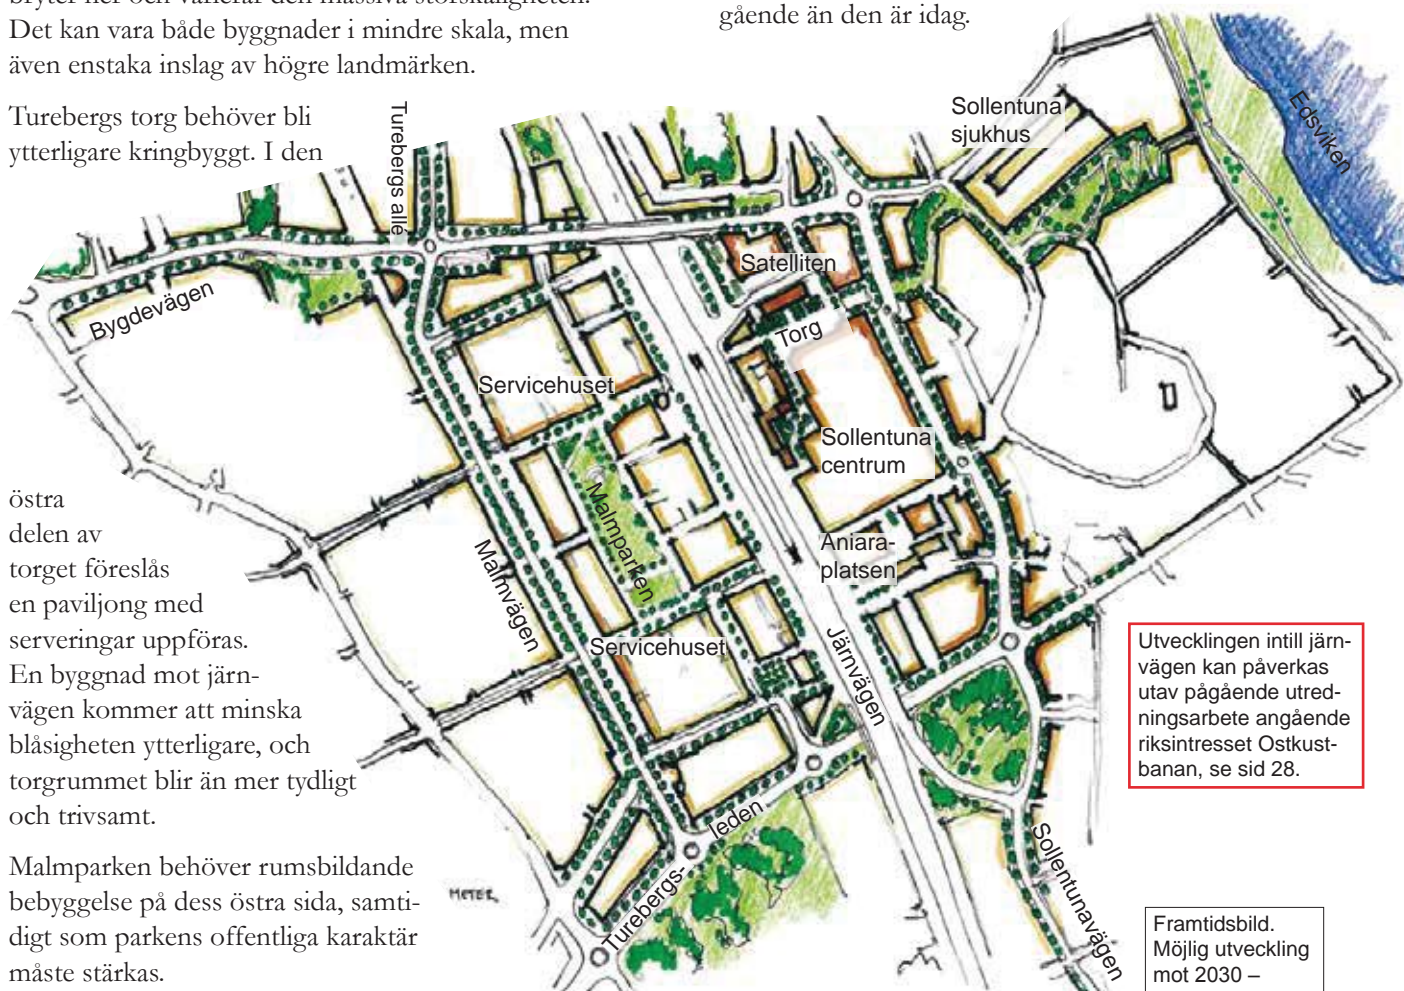 Det kan vara både byggnader i mindre skala, men
även enstaka inslag av högre landmärken.
Turebergs torg behöver bli
ytterligare kringbyggt. I den
östra
delen av
torget föreslås
en paviljong med
serveringar uppföras.
En byggnad mot järn-
vägen kommer att minska
blåsigheten ytterligare, och
torgrummet blir än mer tydligt
och trivsamt.
Malmparken behöver rumsbildande
bebyggelse på dess östra sida, samti-
digt som parkens offentliga karaktär
måste stärkas.
gående än den är idag.
Turebergs allé
Sollentuna
sjukhus
Edsviken
Bygdevägen
Satelliten
Torg
Servicehuset
Sollentuna
centrum
Malmparken
Malmvägen
Aniara-
platsen
Servicehuset
Järnvägen
Turebergs-
leden
Sollentunavägen
METER
Utvecklingen intill järn-
vägen kan påverkas
utav pågående utred-
ningsarbete angående
riksintresset Ostkust-
banan, se sid 28.
Framtidsbild.
Möjlig utveckling
mot 2030 –